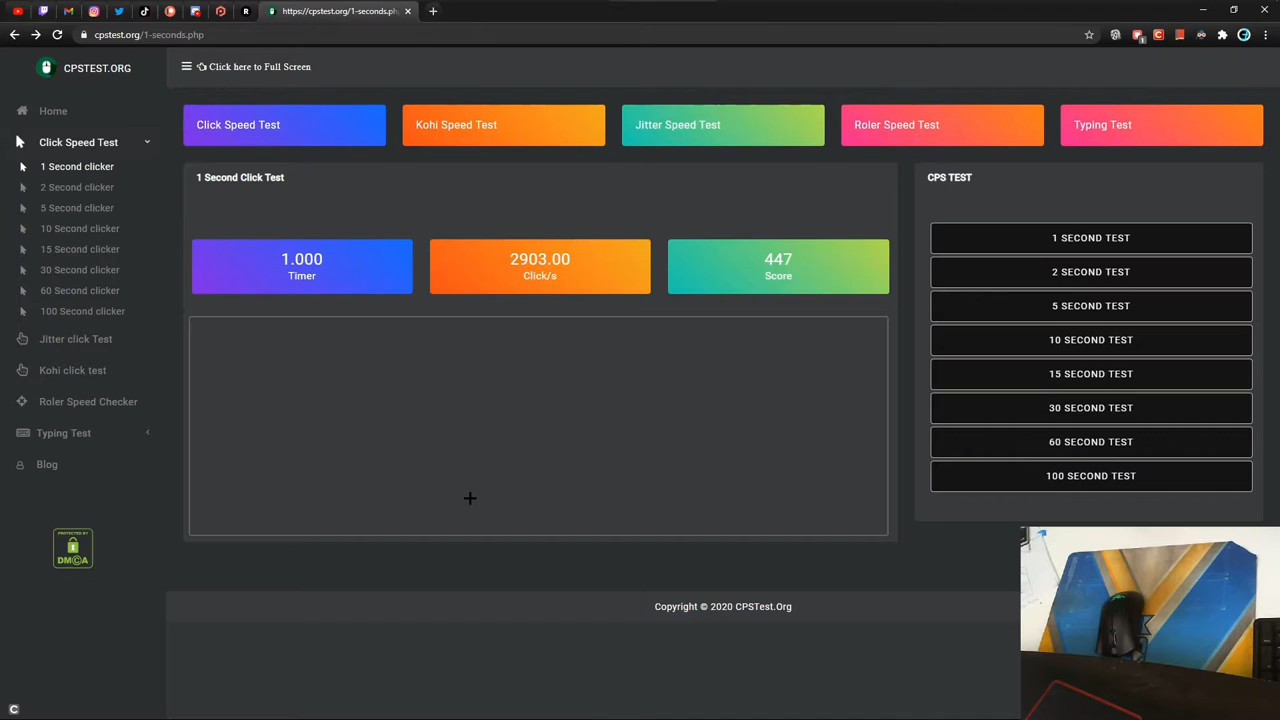 https://cpstest.org/1-seconds.ph
cpstest.org/1-seconds.php
CPSTEST.ORG
Click here to Full Screen
Home
Click Speed Test
1 Second clicker
2 Second clicker
5 Second clicker
10 Second clicker
15 Second clicker
30 Second clicker
60 Second clicker
100 Second clicker
Jitter click Test
Kohi click test
Roler Speed Checker
Typing Test
Blog
PROTECTED BY
DMCA
Click Speed Test
Kohi Speed Test
Jitter Speed Test
Roler Speed Test
Typing Test
1 Second Click Test
1.000
Timer
2903.00
Click/s
447
Score
CPS TEST
1 SECOND TEST
2 SECOND TEST
5 SECOND TEST
10 SECOND TEST
15 SECOND TEST
30 SECOND TEST
60 SECOND TEST
100 SECOND TEST
Copyright © 2020 CPSTest.Org